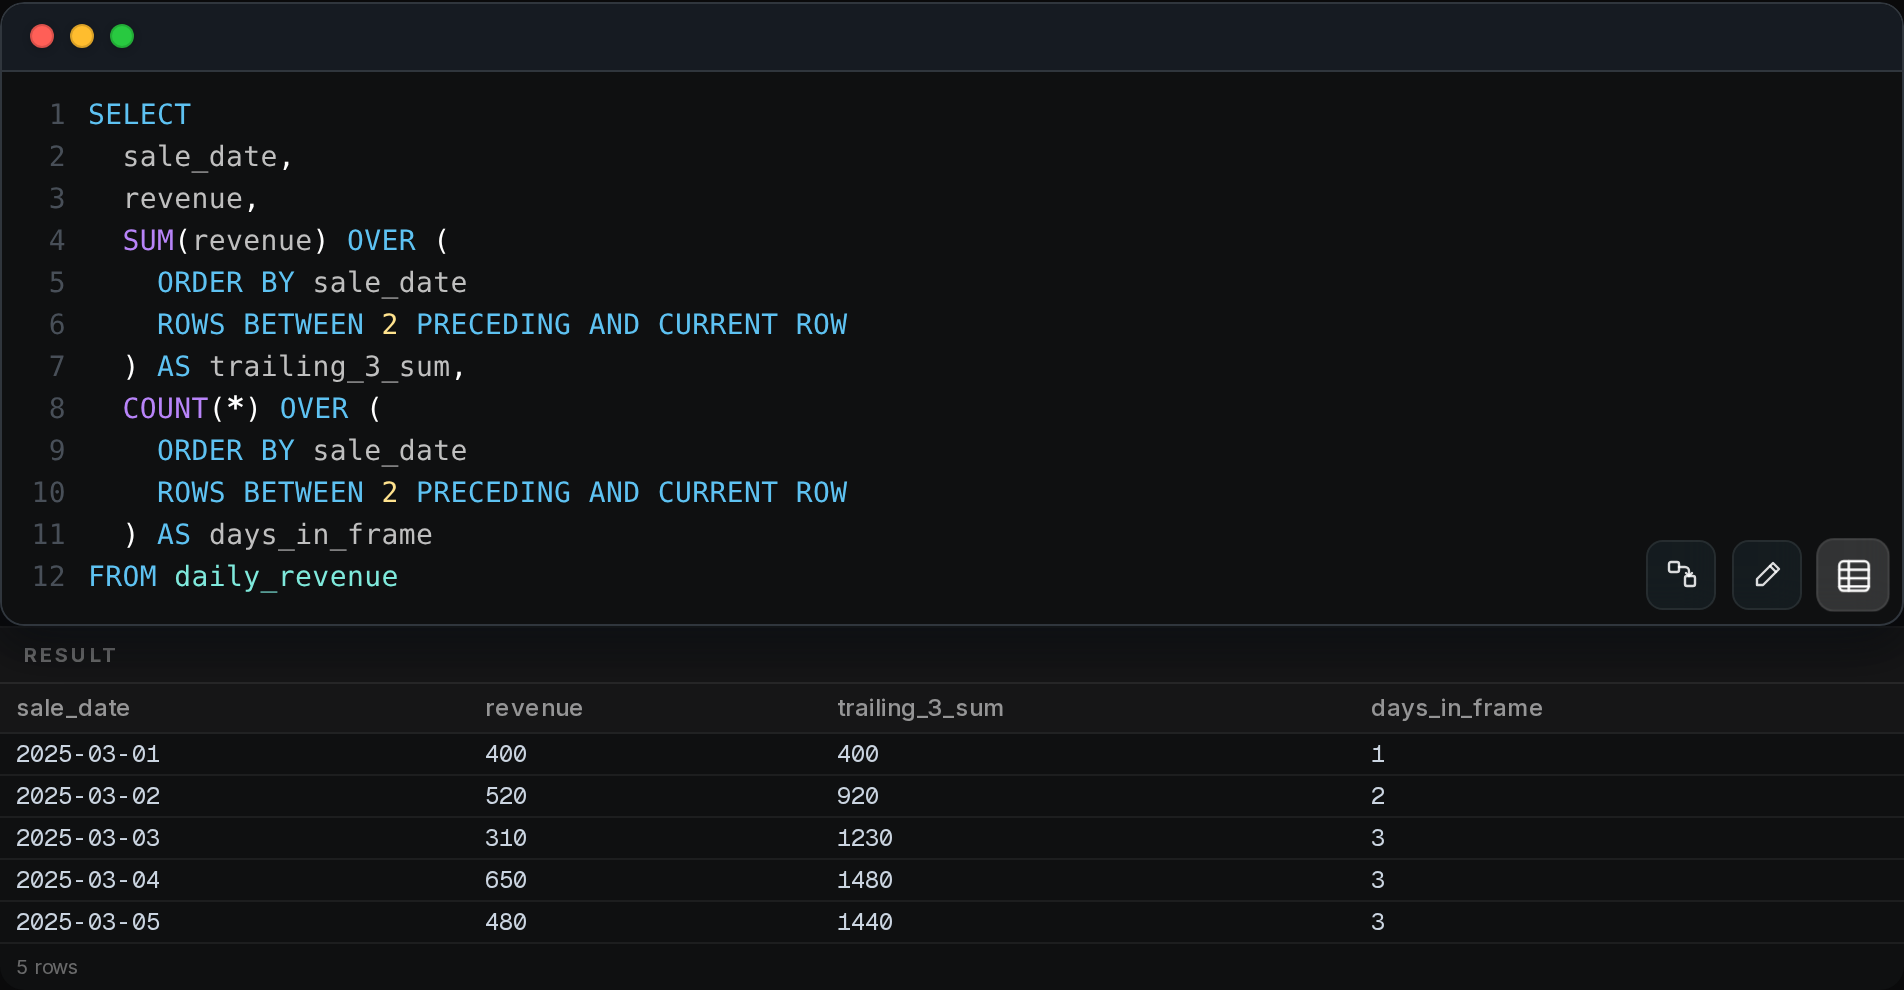 1 SELECT
2   sale_date,
3   revenue,
4   SUM(revenue) OVER (
5     ORDER BY sale_date
6     ROWS BETWEEN 2 PRECEDING AND CURRENT ROW
7   ) AS trailing_3_sum,
8   COUNT(*) OVER (
9     ORDER BY sale_date
10     ROWS BETWEEN 2 PRECEDING AND CURRENT ROW
11   ) AS days_in_frame
12 FROM daily_revenue
RESULT
sale_date revenue trailing_3_sum days_in_frame
2025-03-01 400 400 1
2025-03-02 520 920 2
2025-03-03 310 1230 3
2025-03-04 650 1480 3
2025-03-05 480 1440 3
5 rows